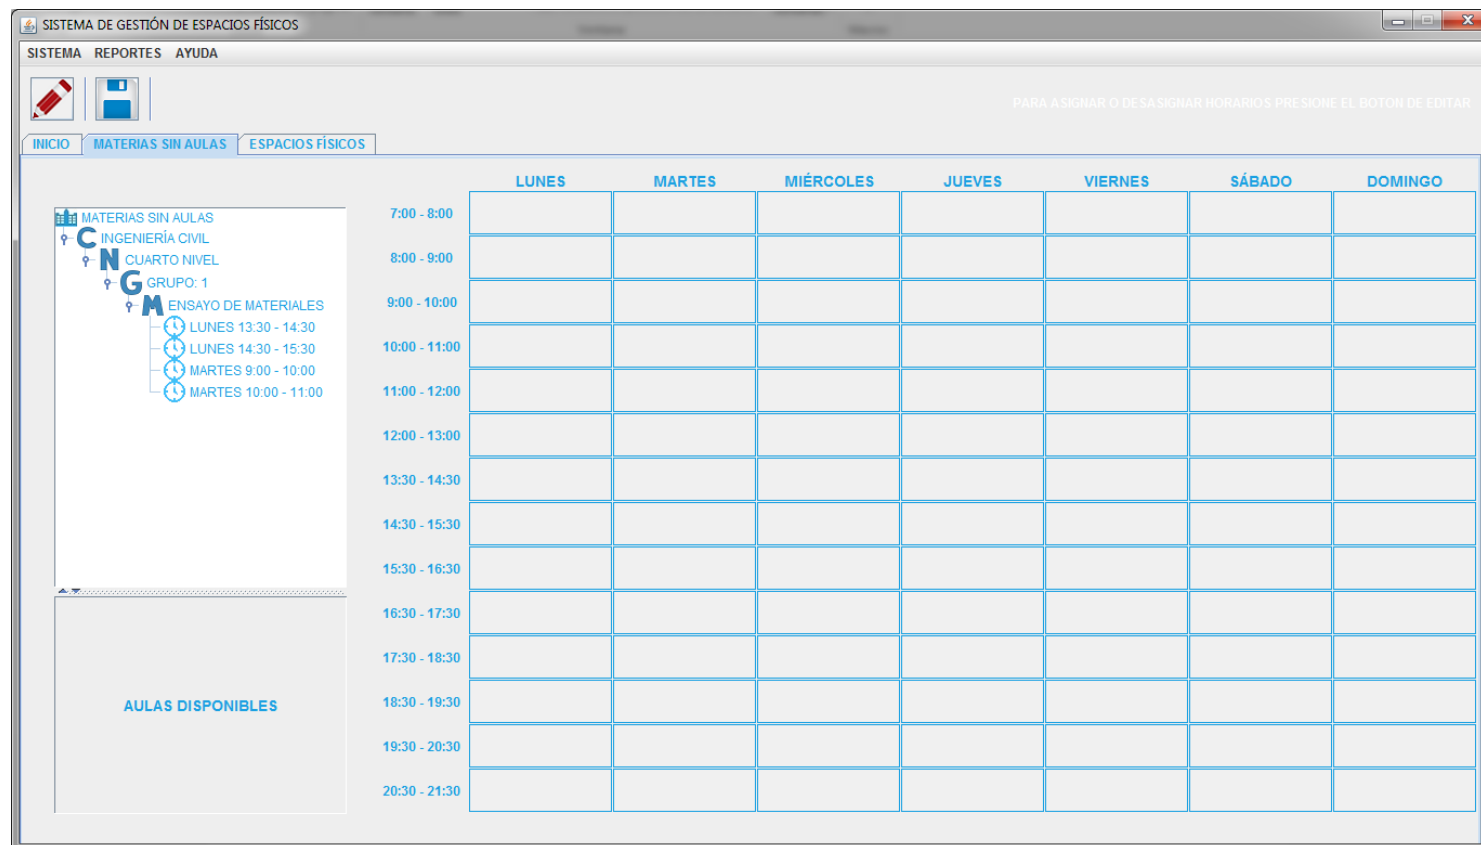 SISTEMA DE GESTIÓN DE ESPACIOS FÍSICOS
SISTEMA REPORTES AYUDA
PARA ASIGNAR O DESASIGNAR HORARIOS PRESIONE EL BOTON DE EDITAR
INICIO MATERIAS SIN AULAS ESPACIOS FÍSICOS
LUNES MARTES MIÉRCOLES JUEVES VIERNES SÁBADO DOMINGO
MATERIAS SIN AULAS
C INGENIERÍA CIVIL
N CUARTO NIVEL
G GRUPO: 1
M ENSAYO DE MATERIALES
LUNES 13:30 - 14:30
LUNES 14:30 - 15:30
MARTES 9:00 - 10:00
MARTES 10:00 - 11:00
AULAS DISPONIBLES
7:00 - 8:00
8:00 - 9:00
9:00 - 10:00
10:00 - 11:00
11:00 - 12:00
12:00 - 13:00
13:30 - 14:30
14:30 - 15:30
15:30 - 16:30
16:30 - 17:30
17:30 - 18:30
18:30 - 19:30
19:30 - 20:30
20:30 - 21:30